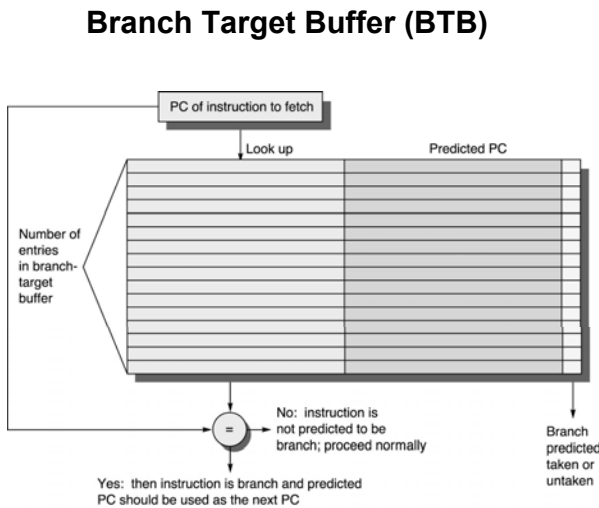 Branch Target Buffer (BTB)
PC of instruction to fetch
Look up
Predicted PC
Number of
entries
in branch-
target
buffer
=
No: instruction is
not predicted to be
branch; proceed normally
Branch
predicted
taken or
untaken
Yes: then instruction is branch and predicted
PC should be used as the next PC